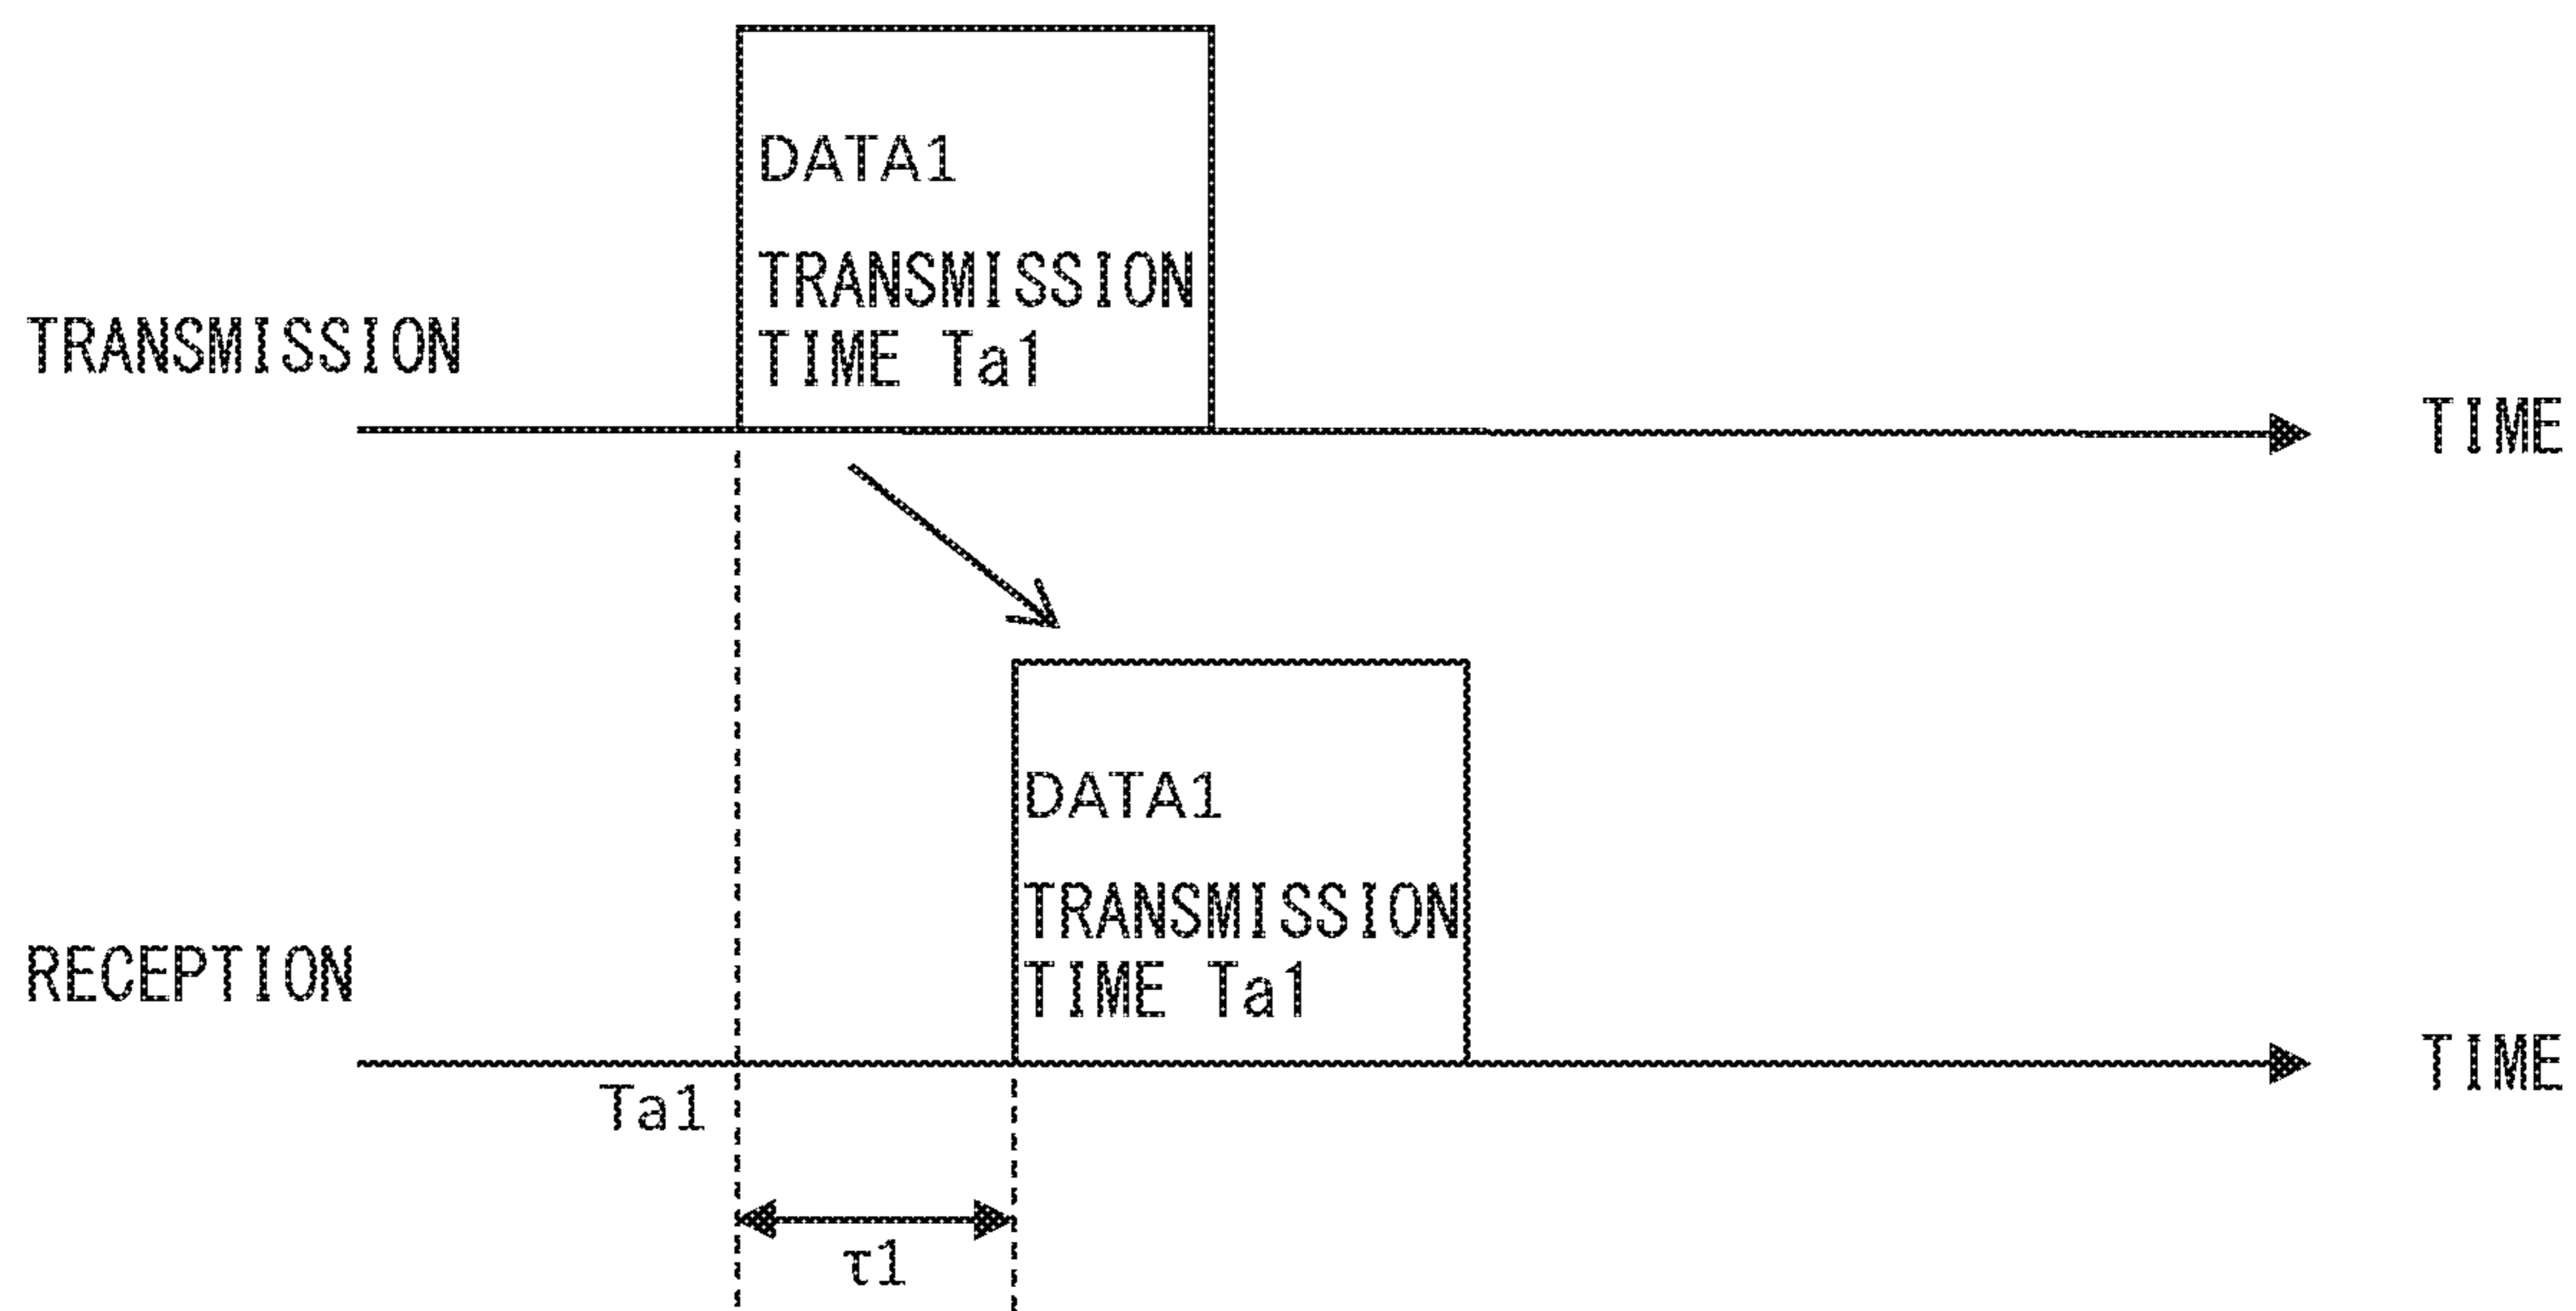 DATA1
TRANSMISSION
TIME Ta1
TRANSMISSION
TIME
DATA1
TRANSMISSION
TIME Ta1
RECEPTION
TIME
Ta1
τ1